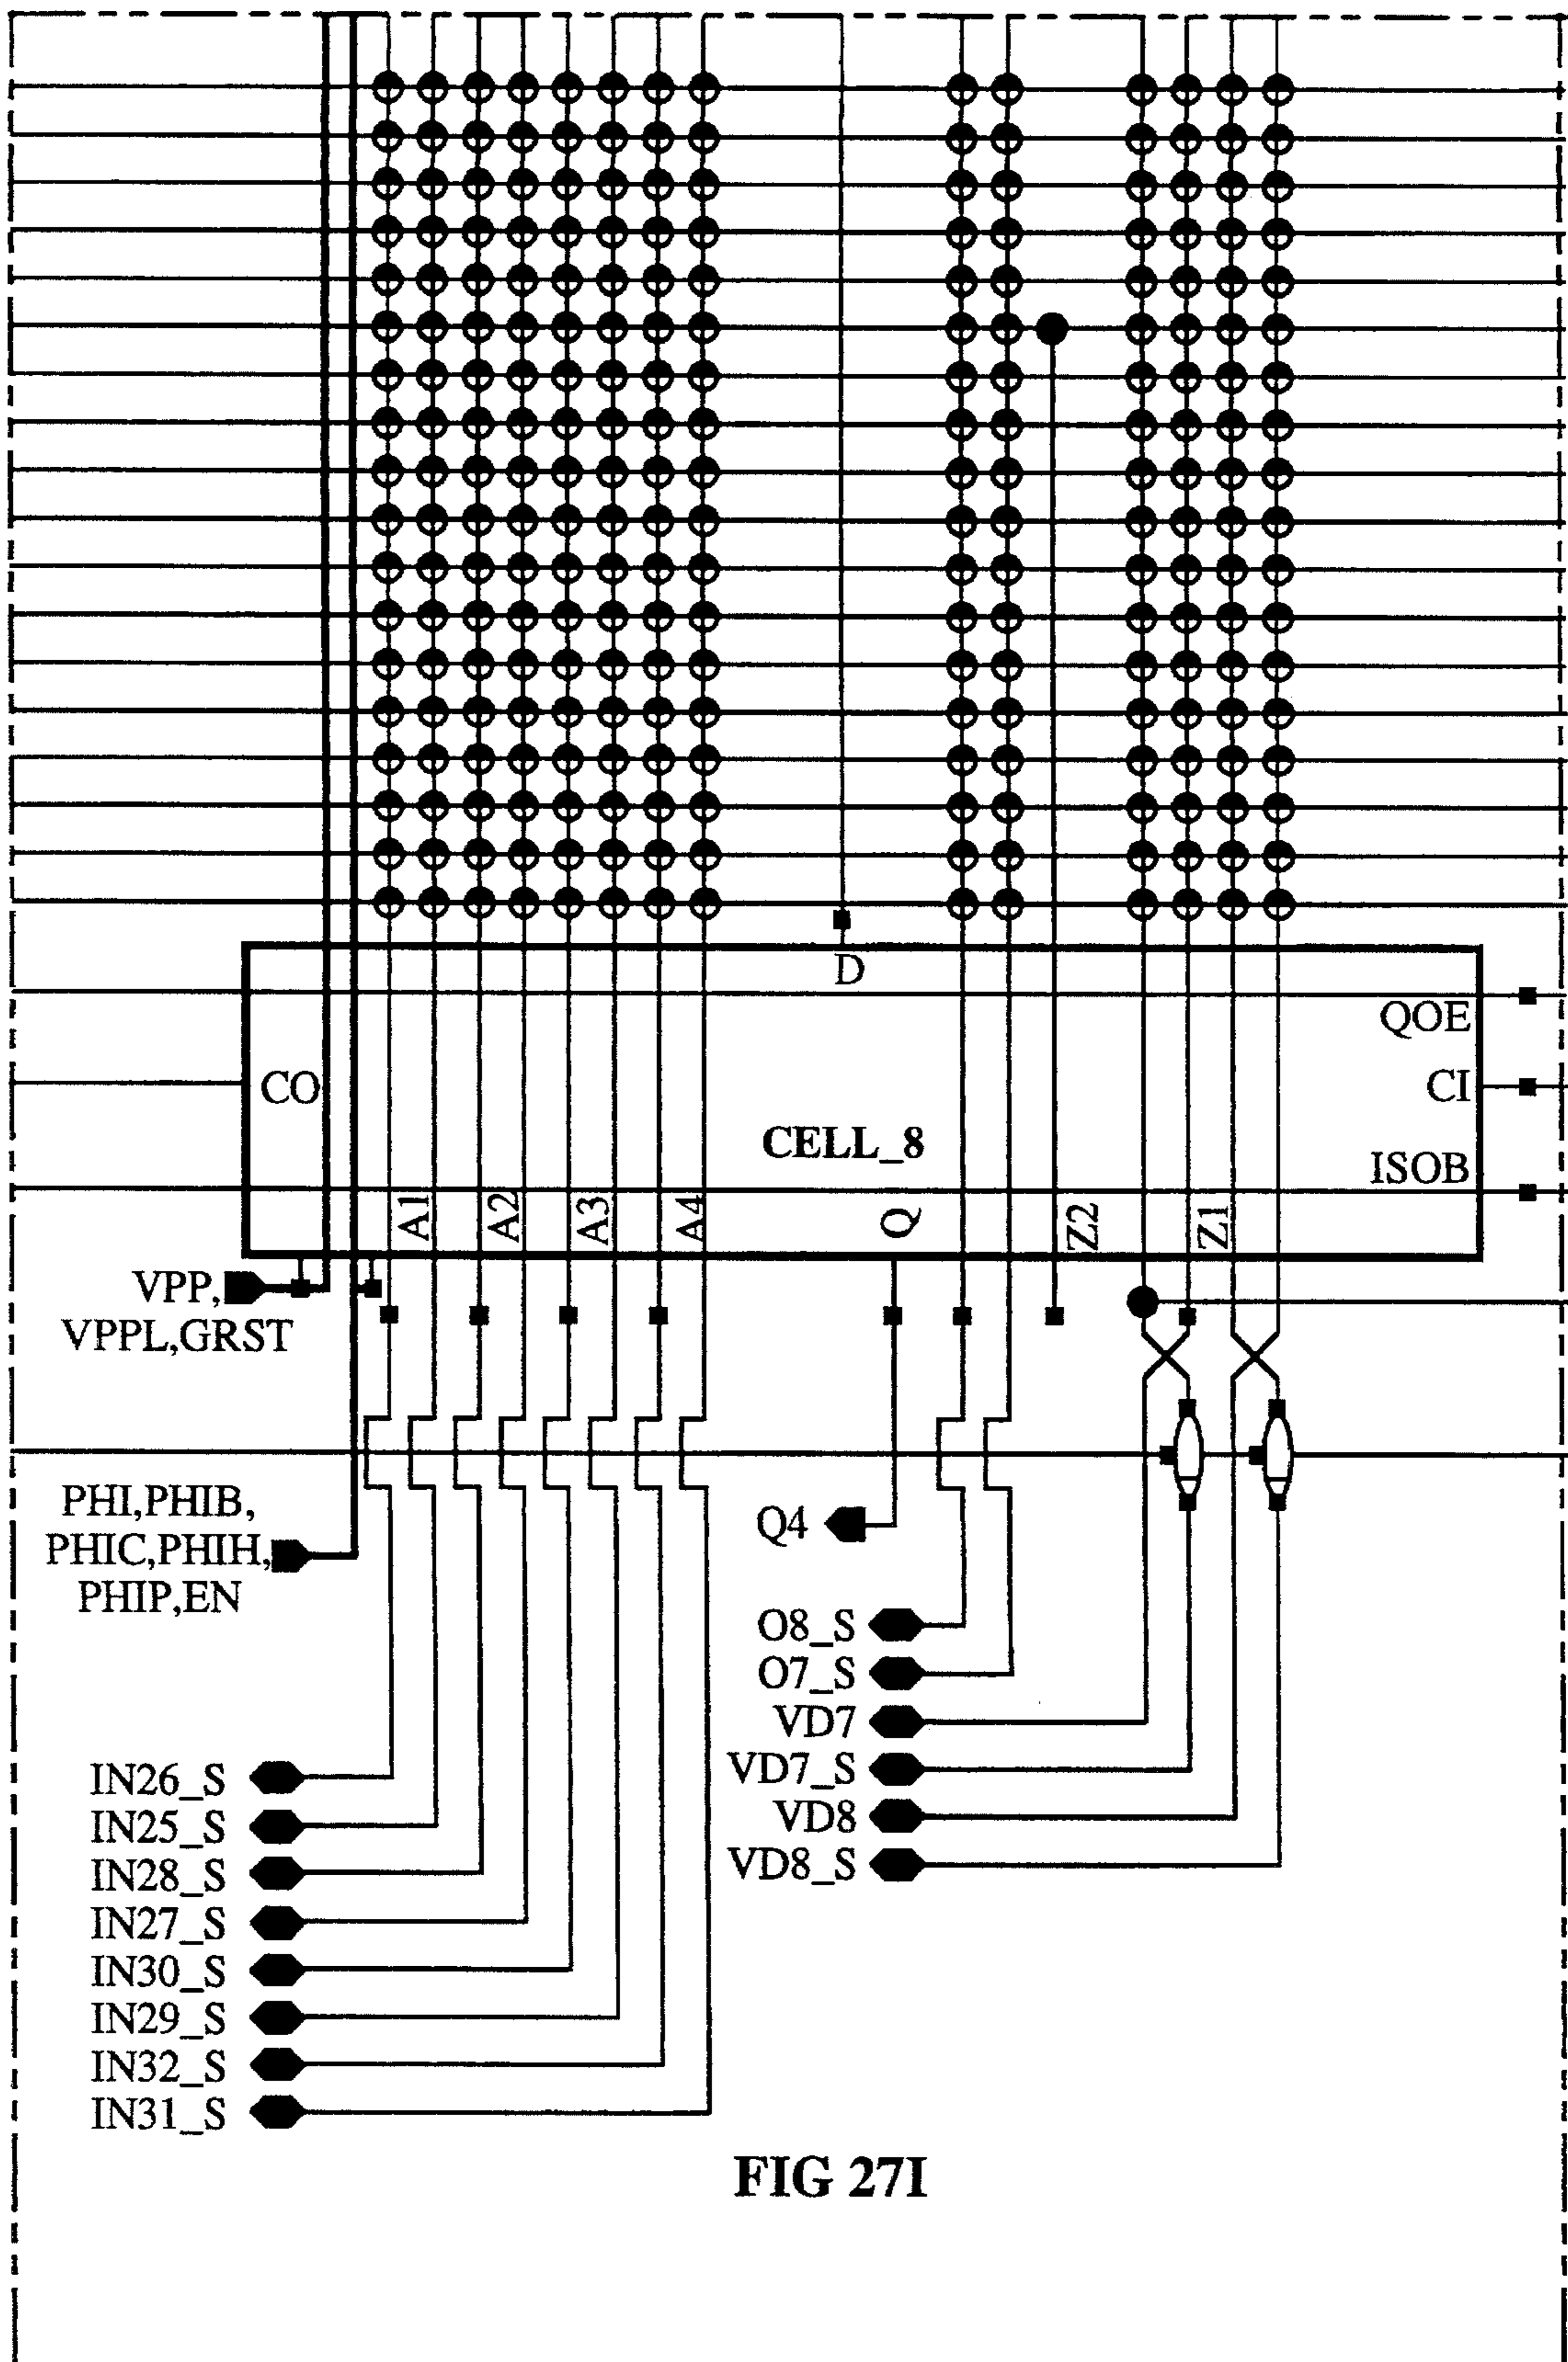 D
QOE
CO
CI
CELL_8
ISOB
A1
A2
A3
A4
Q
Z2
Z1
VPP,
VPPL,GRST
PHI,PHIB,
PHIC,PHIH,
PHIP,EN
Q4
O8_S
O7_S
VD7
VD7_S
VD8
VD8_S
IN26_S
IN25_S
IN28_S
IN27_S
IN30_S
IN29_S
IN32_S
IN31_S
FIG 27I